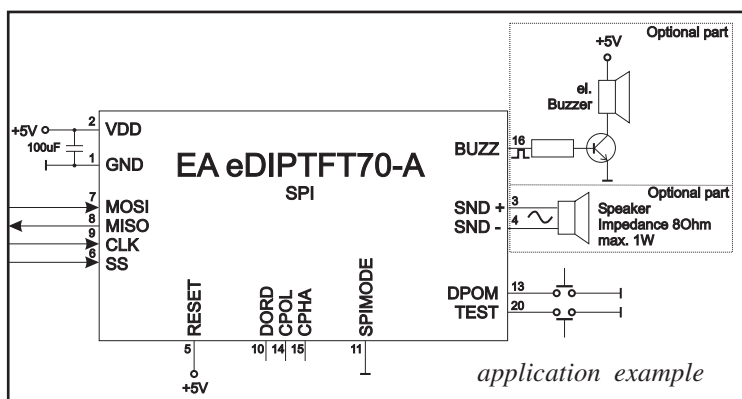 Optional part
+5V
el.
Buzzer
2
+5V
VDD
100uF
1
GND
EA eDIPTFT70-A
SPI
BUZZ
16
Optional part
7
MOSI
8
MISO
9
CLK
6
SS
SND +
3
SND -
4
Speaker
Impedance 8Ohm
max. 1W
DPOM
13
TEST
20
RESET
DORD
CPOL
CPHA
SPIMODE
5
10
14
15
11
+5V
application example